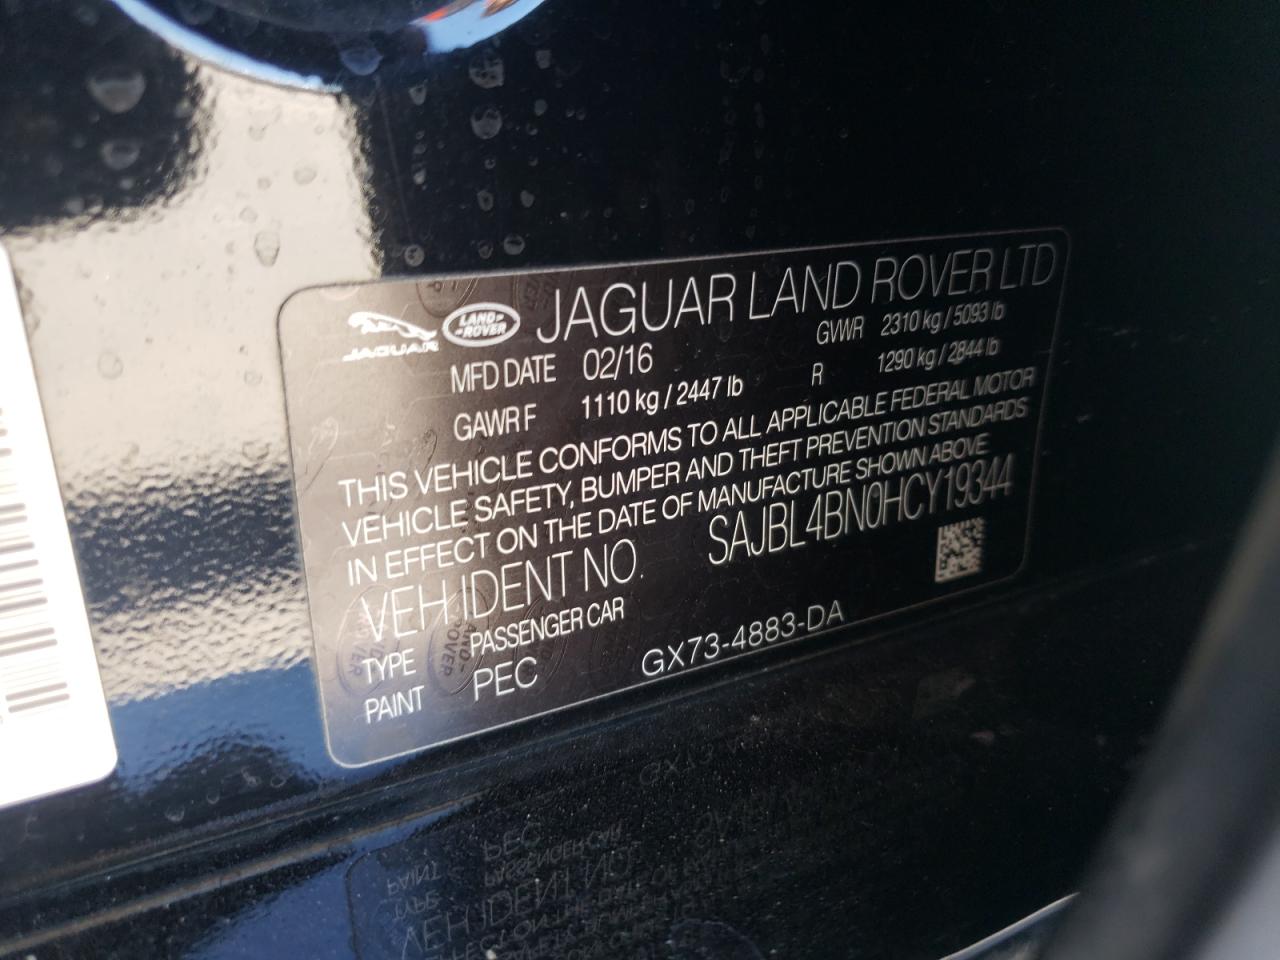 JAGUAR LAND-ROVER JAGUAR LAND ROVER LTD
MFD DATE 02/16 GVWR 2310 kg / 5093 lb
GAWR F 1110 kg / 2447 lb R 1290 kg / 2844 lb
THIS VEHICLE CONFORMS TO ALL APPLICABLE FEDERAL MOTOR
VEHICLE SAFETY, BUMPER AND THEFT PREVENTION STANDARDS
IN EFFECT ON THE DATE OF MANUFACTURE SHOWN ABOVE
VEH.IDENT NO. SAJBL4BN0HCY19344
TYPE PASSENGER CAR
PAINT PEC GX73-4883-DA